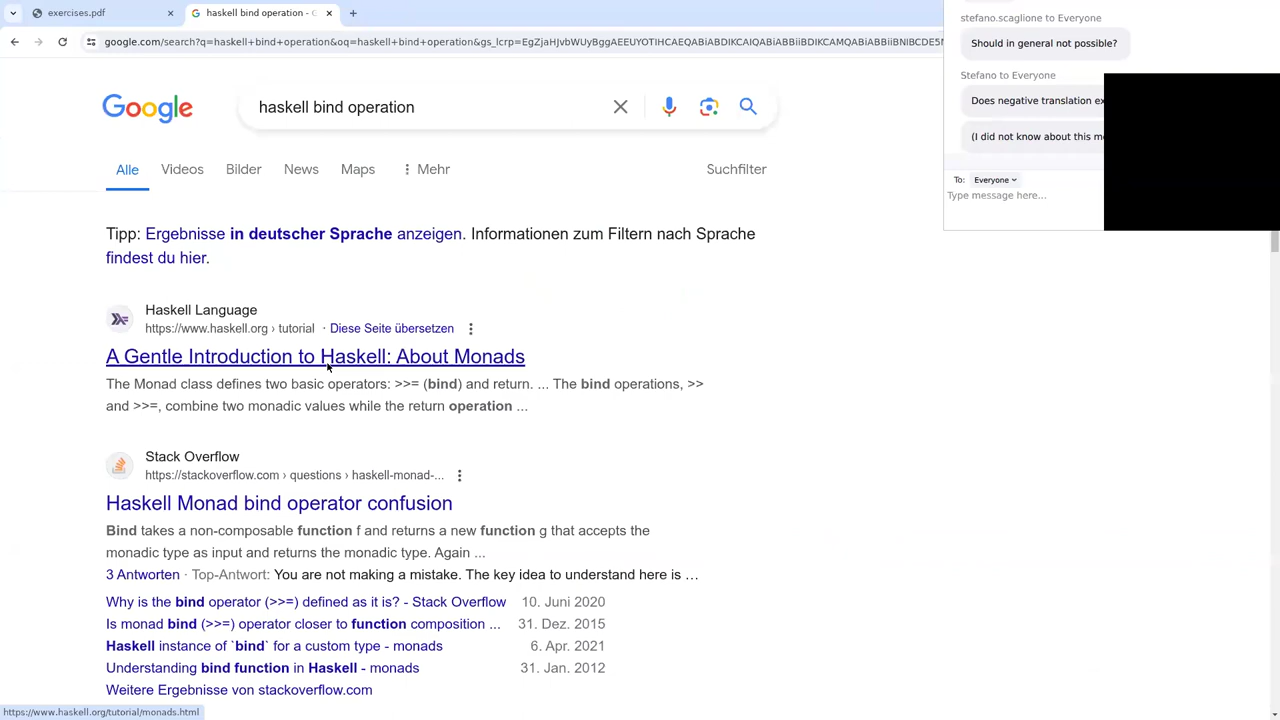 exercises.pdf
haskell bind operation -
google.com/search?q=haskell+bind+operation&oq=haskell+bind+operation&gs_lcrp=EgZjaHJvbWUyBggAEEUYOTIHCAEQABiABDIKCAIQABiABBiiBDIKCAMQABiABBiiBNIBCDE5N
stefano.scaglione to Everyone
Should in general not possible?
Stefano to Everyone
Does negative translation ex
(I did not know about this m
To: Everyone
Type message here...
Google
haskell bind operation
Alle Videos Bilder News Maps Mehr Suchfilter
Tipp: Ergebnisse in deutscher Sprache anzeigen. Informationen zum Filtern nach Sprache
findest du hier.
Haskell Language
https://www.haskell.org › tutorial · Diese Seite übersetzen
A Gentle Introduction to Haskell: About Monads
The Monad class defines two basic operators: >>= (bind) and return. ... The bind operations, >>
and >>=, combine two monadic values while the return operation ...
Stack Overflow
https://stackoverflow.com › questions › haskell-monad-...
Haskell Monad bind operator confusion
Bind takes a non-composable function f and returns a new function g that accepts the
monadic type as input and returns the monadic type. Again ...
3 Antworten · Top-Antwort: You are not making a mistake. The key idea to understand here is …
Why is the bind operator (>>=) defined as it is? - Stack Overflow 10. Juni 2020
Is monad bind (>>=) operator closer to function composition ... 31. Dez. 2015
Haskell instance of `bind` for a custom type - monads 6. Apr. 2021
Understanding bind function in Haskell - monads 31. Jan. 2012
Weitere Ergebnisse von stackoverflow.com
https://www.haskell.org/tutorial/monads.html